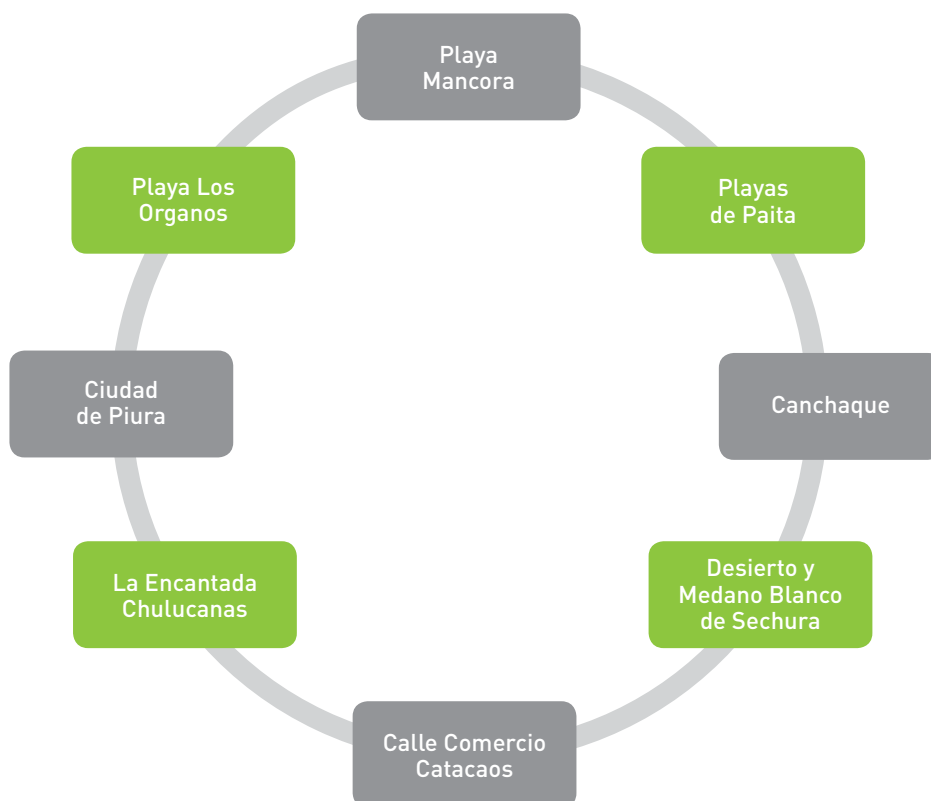 Playa
Mancora
Playa Los
Organos
Playas
de Paita
Ciudad
de Piura
Canchaque
La Encantada
Chulucanas
Desierto y
Medano Blanco
de Sechura
Calle Comercio
Catacaos